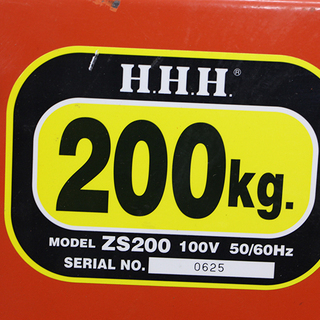 H.H.H.®
200kg.
MODEL ZS200 100V 50/60Hz
SERIAL NO. 0625